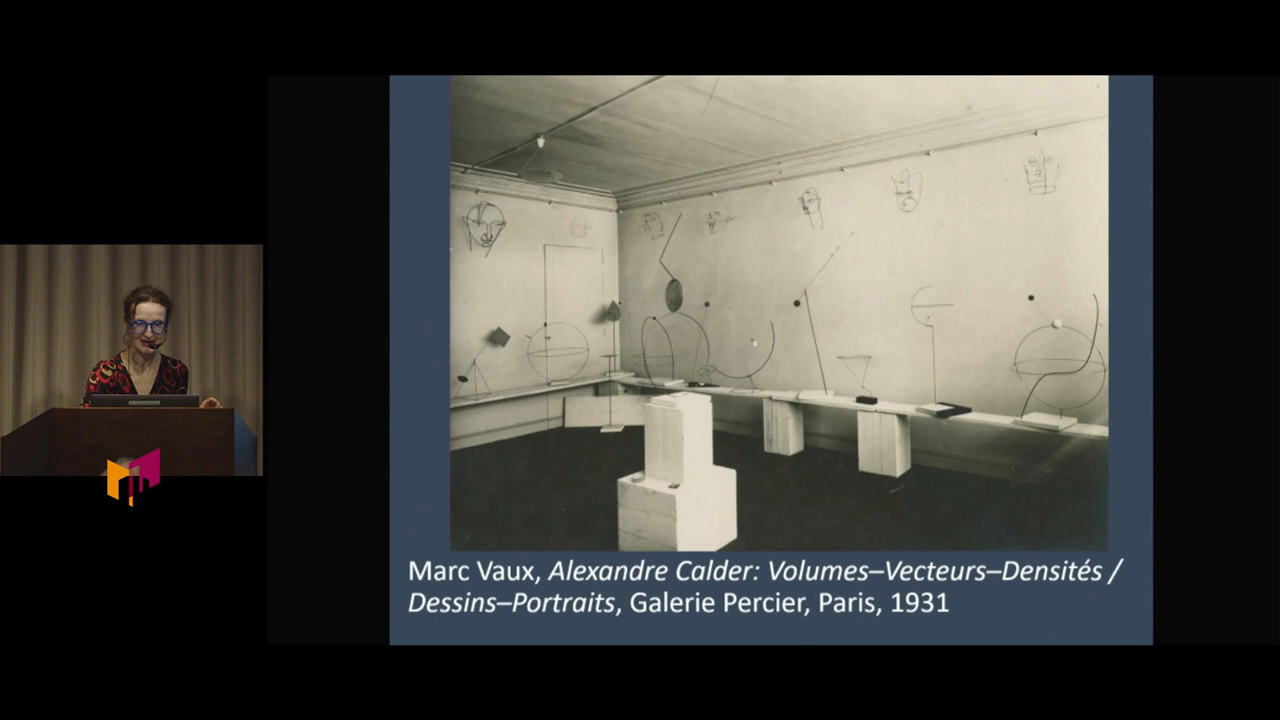 Marc Vaux, Alexandre Calder: Volumes–Vecteurs–Densités /
Dessins–Portraits, Galerie Percier, Paris, 1931